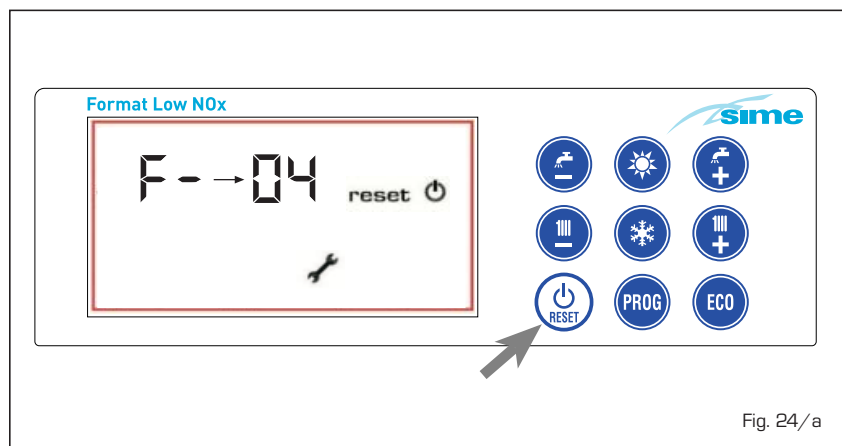 Format Low NOx
sime
F-→04
reset
RESET
PROG
ECO
Fig. 24/a